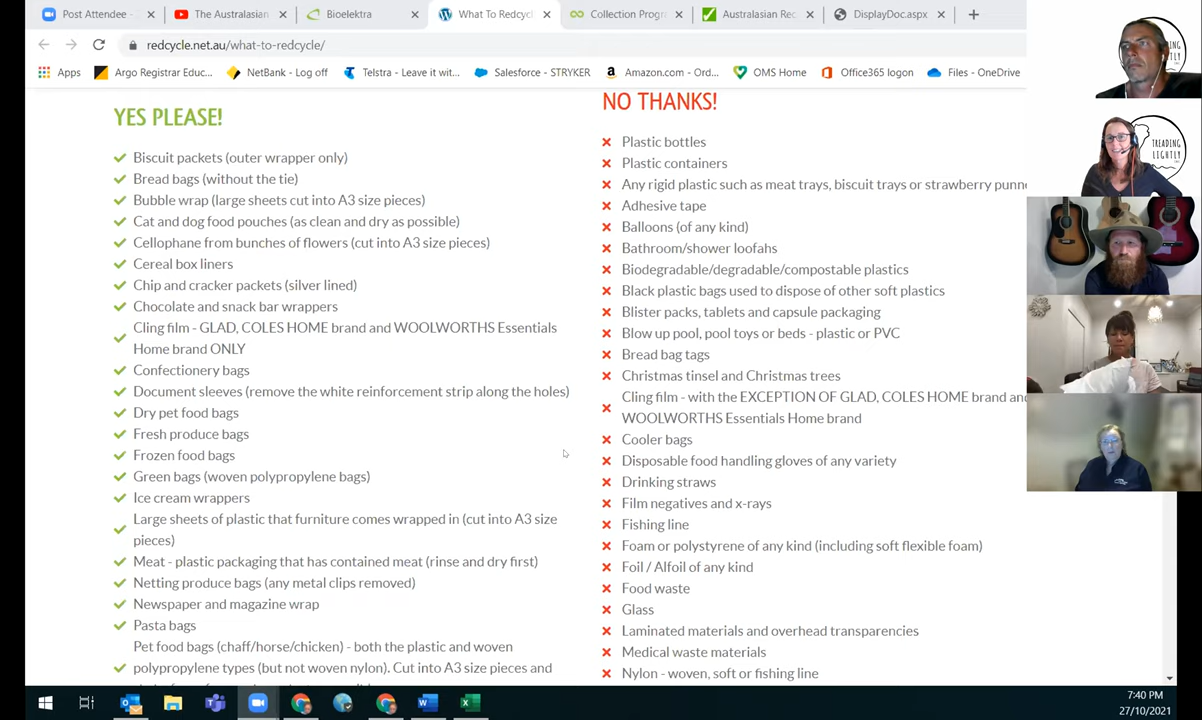 Post Attendee -
The Australasian
Bioelektra
What To Redcycl
Collection Progr
Australasian Rec
DisplayDoc.aspx
redcycle.net.au/what-to-redcycle/
Apps
Argo Registrar Educ...
NetBank - Log off
Telstra - Leave it wit...
Salesforce - STRYKER
Amazon.com - Ord...
OMS Home
Office365 logon
Files - OneDrive
YES PLEASE!
Biscuit packets (outer wrapper only)
Bread bags (without the tie)
Bubble wrap (large sheets cut into A3 size pieces)
Cat and dog food pouches (as clean and dry as possible)
Cellophane from bunches of flowers (cut into A3 size pieces)
Cereal box liners
Chip and cracker packets (silver lined)
Chocolate and snack bar wrappers
Cling film - GLAD, COLES HOME brand and WOOLWORTHS Essentials
Home brand ONLY
Confectionery bags
Document sleeves (remove the white reinforcement strip along the holes)
Dry pet food bags
Fresh produce bags
Frozen food bags
Green bags (woven polypropylene bags)
Ice cream wrappers
Large sheets of plastic that furniture comes wrapped in (cut into A3 size
pieces)
Meat - plastic packaging that has contained meat (rinse and dry first)
Netting produce bags (any metal clips removed)
Newspaper and magazine wrap
Pasta bags
Pet food bags (chaff/horse/chicken) - both the plastic and woven
polypropylene types (but not woven nylon). Cut into A3 size pieces and
NO THANKS!
Plastic bottles
Plastic containers
Any rigid plastic such as meat trays, biscuit trays or strawberry punne
Adhesive tape
Balloons (of any kind)
Bathroom/shower loofahs
Biodegradable/degradable/compostable plastics
Black plastic bags used to dispose of other soft plastics
Blister packs, tablets and capsule packaging
Blow up pool, pool toys or beds - plastic or PVC
Bread bag tags
Christmas tinsel and Christmas trees
Cling film - with the EXCEPTION OF GLAD, COLES HOME brand and
WOOLWORTHS Essentials Home brand
Cooler bags
Disposable food handling gloves of any variety
Drinking straws
Film negatives and x-rays
Fishing line
Foam or polystyrene of any kind (including soft flexible foam)
Foil / Alfoil of any kind
Food waste
Glass
Laminated materials and overhead transparencies
Medical waste materials
Nylon - woven, soft or fishing line
TREADING
LIGHTLY
TREADING
LIGHTLY
7:40 PM
27/10/2021